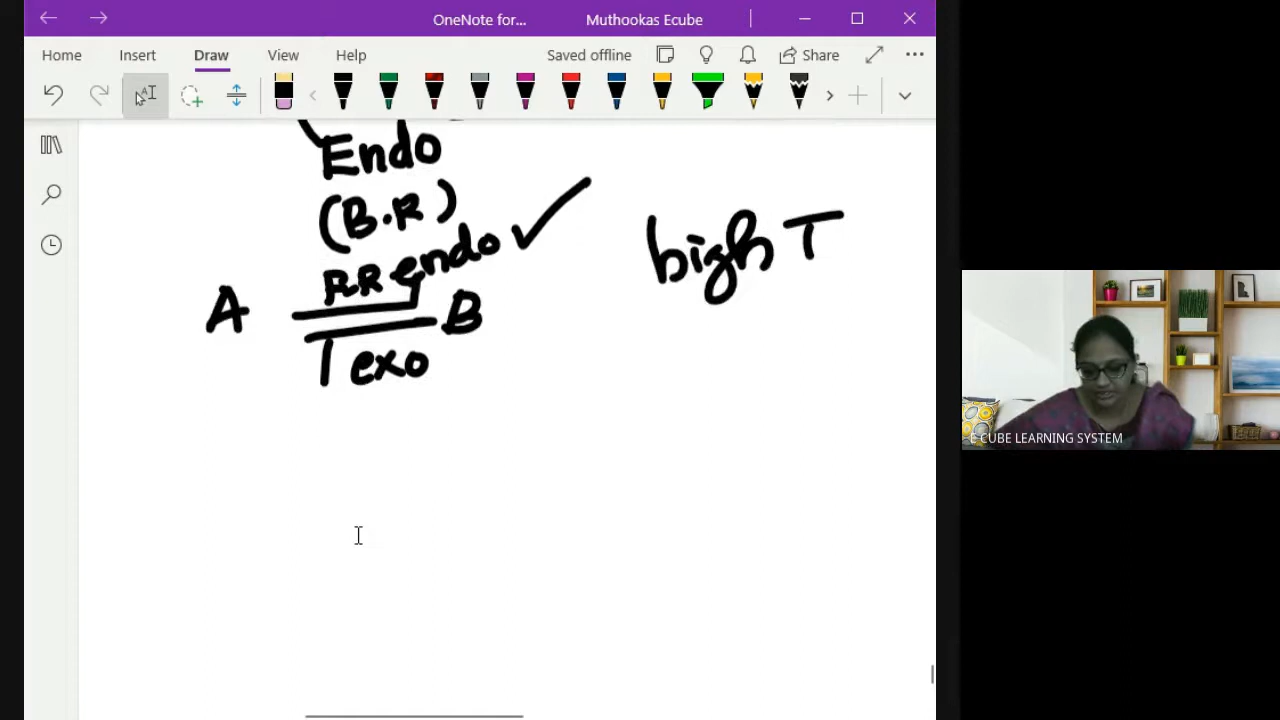 OneNote for... Muthookas Ecube
Home Insert Draw View Help Saved offline Share
Endo
(B.R)
RR endo ✓
high T
A B
exo
E CUBE LEARNING SYSTEM